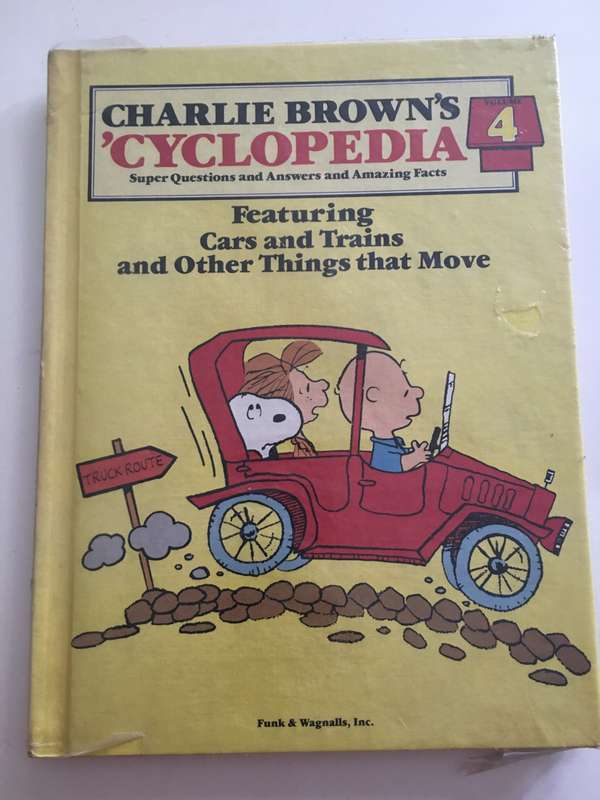 CHARLIE BROWN'S
'CYCLOPEDIA
Super Questions and Answers and Amazing Facts
VOLUME
4
Featuring
Cars and Trains
and Other Things that Move
TRUCK ROUTE
Funk & Wagnalls, Inc.